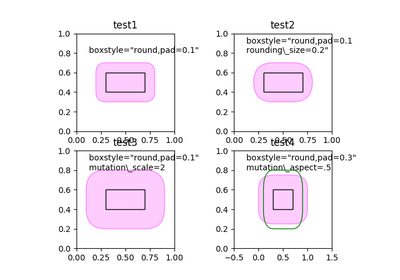 test1
test2
boxstyle="round,pad=0.1"
boxstyle="round,pad=0.1
rounding\_size=0.2"
1.0
0.8
0.6
0.4
0.2
0.0
0.00 0.25 0.50 0.75 1.00
1.0
0.8
0.6
0.4
0.2
0.0
0.00 0.25 0.50 0.75 1.00
test3
test4
boxstyle="round,pad=0.1"
mutation\_scale=2
boxstyle="round,pad=0.3"
mutation\_aspect=.5
1.0
0.8
0.6
0.4
0.2
0.0
0.00 0.25 0.50 0.75 1.00
1.0
0.8
0.6
0.4
0.2
0.0
−0.5 0.0 0.5 1.0 1.5